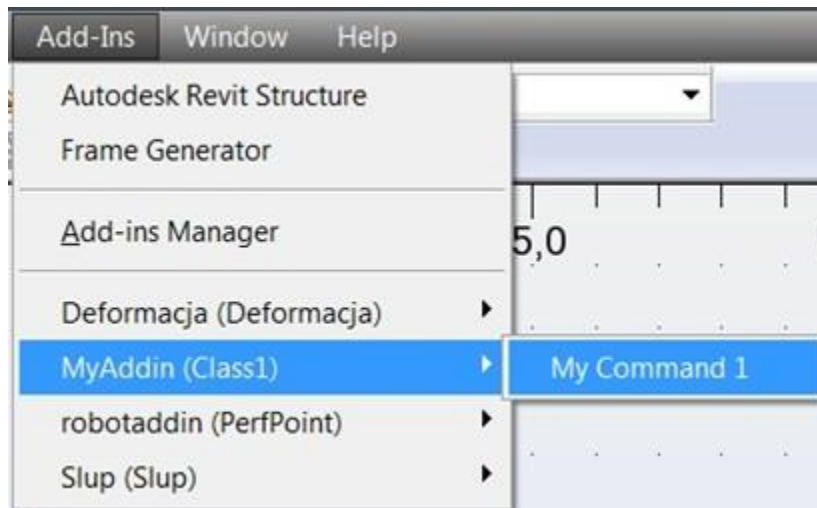 Add-Ins Window Help
Autodesk Revit Structure
Frame Generator
Add-ins Manager
5,0
Deformacja (Deformacja)
MyAddin (Class1) My Command 1
robotaddin (PerfPoint)
Slup (Slup)